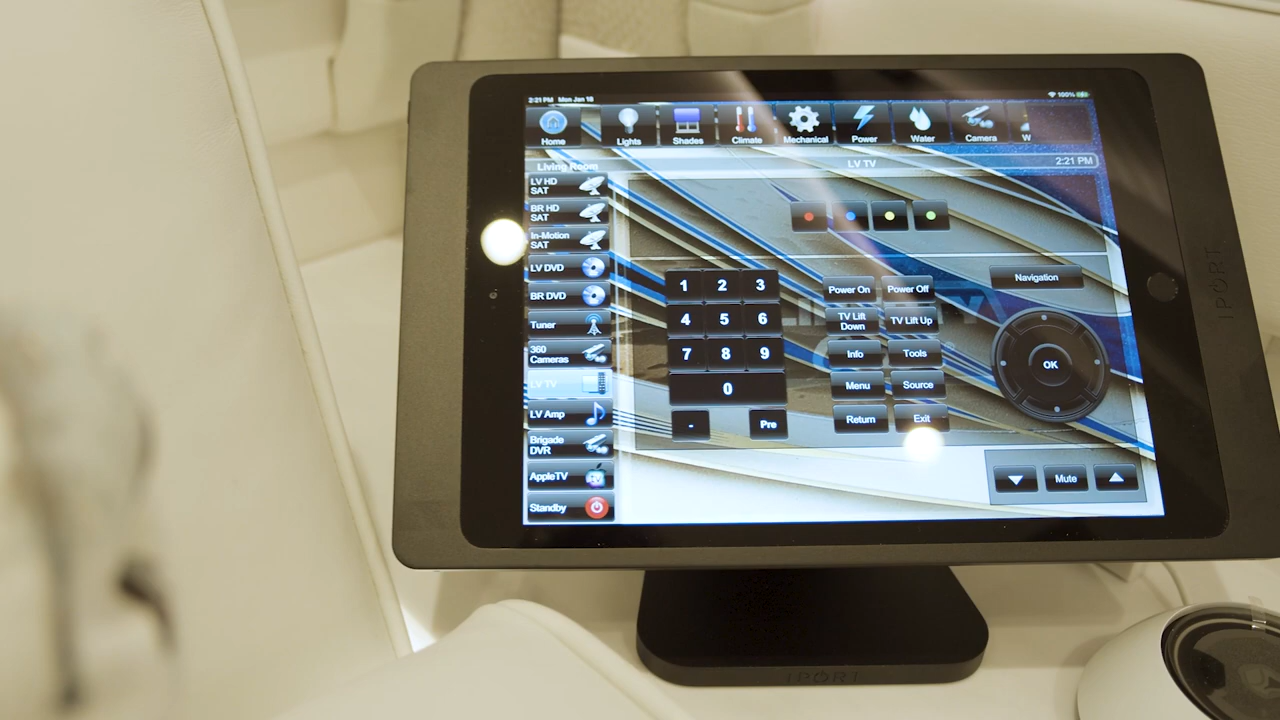 2:21 PM Mon Jan 19
100%
Home
Lights
Shades
Climate
Mechanical
Power
Water
Camera
W
Living Room
LV TV
2:21 PM
LV HD
SAT
BR HD
SAT
In-Motion
SAT
LV DVD
BR DVD
Tuner
360
Cameras
LV TV
LV Amp
Brigade
DVR
AppleTV
Standby
1 2 3
4 5 6
7 8 9
0
- Pre
Power On Power Off
TV Lift
Down
TV Lift Up
Info Tools
Menu Source
Return Exit
Navigation
OK
Mute
IPORT
IPORT